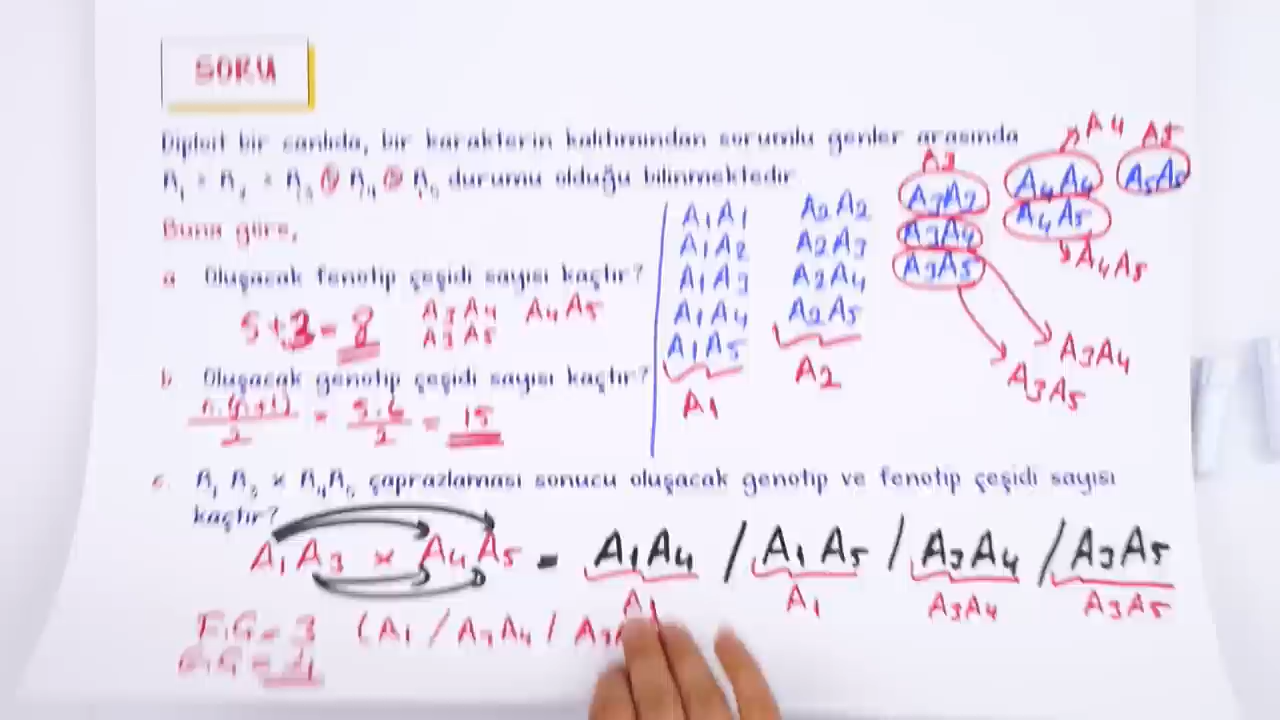 SORU
Diploit bir canlıda, bir karakterin kalıtımından sorumlu genler arasında
A₁ > A₂ > A₃ A₄ A₅ durumu olduğu bilinmektedir.
Buna göre,
a. Oluşacak fenotip çeşidi sayısı kaçtır?
5+3=8 A₃A₄ A₄A₅
A₃A₅
b. Oluşacak genotip çeşidi sayısı kaçtır?
n.(n+1)/2 = 5.6/2 = 15
A₁A₁
A₁A₂
A₁A₃
A₁A₄
A₁A₅
A₁
A₂A₂
A₂A₃
A₂A₄
A₂A₅
A₂
A₃
A₃A₃
A₃A₄
A₃A₅
A₃A₄
A₃A₅
A₄
A₄A₄
A₄A₅
A₄A₅
A₅
A₅A₅
c. A₁A₃ x A₄A₅ çaprazlaması sonucu oluşacak genotip ve fenotip çeşidi sayısı
kaçtır?
A₁A₃ x A₄A₅ = A₁A₄ / A₁A₅ / A₃A₄ / A₃A₅
A₁ A₁ A₃A₄ A₃A₅
F.Ç = 3 (A₁ / A₃A₄ /
G.Ç = 4